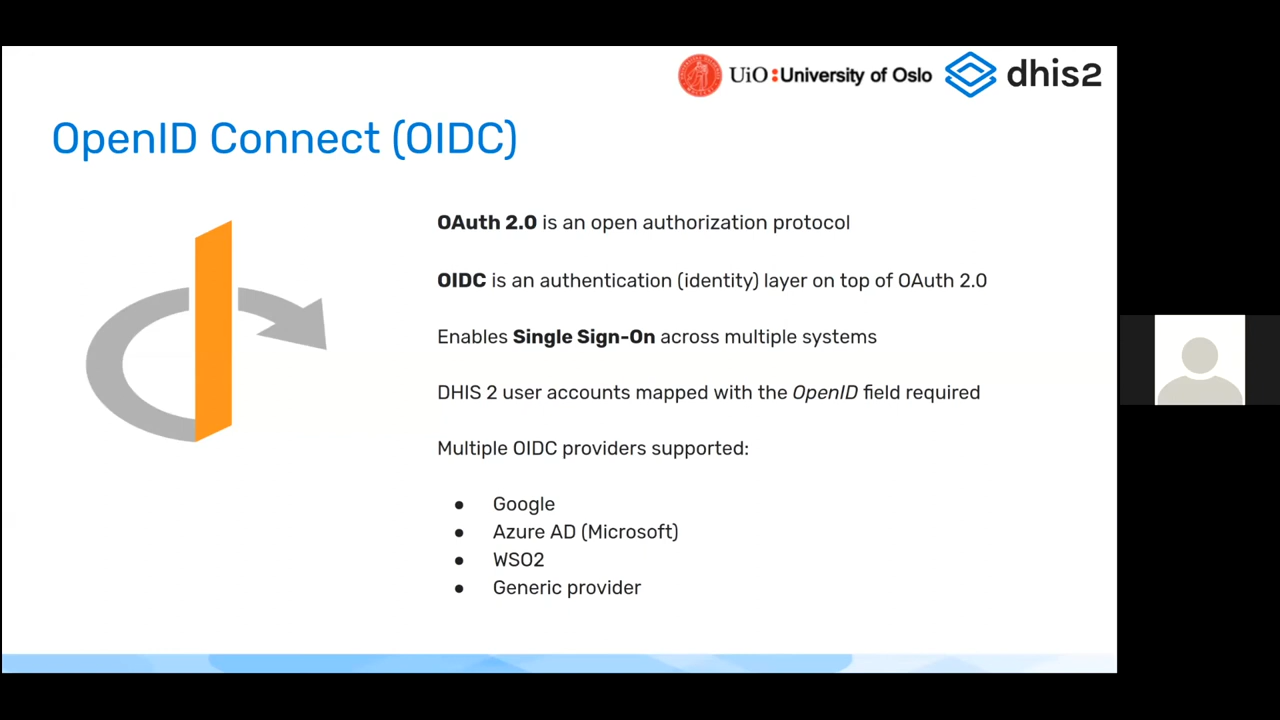 UiO:University of Oslo
dhis2
OpenID Connect (OIDC)
OAuth 2.0 is an open authorization protocol
OIDC is an authentication (identity) layer on top of OAuth 2.0
Enables Single Sign-On across multiple systems
DHIS 2 user accounts mapped with the OpenID field required
Multiple OIDC providers supported:
● Google
● Azure AD (Microsoft)
● WSO2
● Generic provider